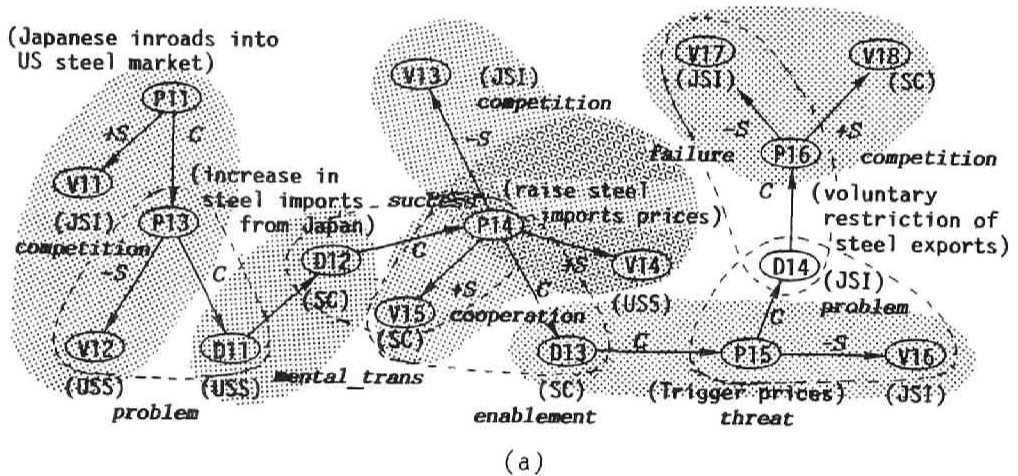 (Japanese inroads into
US steel market)
P11
+S
C
V11
(JSI)
competition
P13
(increase in
steel imports
from Japan)
-S
C
V12
(USS)
problem
D11
(USS)
mental_trans
D12
(SC)
success
C
V13
(JSI)
competition
-S
P14
(raise steel
imports prices)
+S
V14
(USS)
+S
V15
(SC)
cooperation
C
D13
(SC)
enablement
C
P15
(Trigger prices)
threat
-S
V16
(JSI)
C
D14
(JSI)
problem
C
(voluntary
restriction of
steel exports)
P16
failure
competition
-S
+S
V17
(JSI)
V18
(SC)
(a)